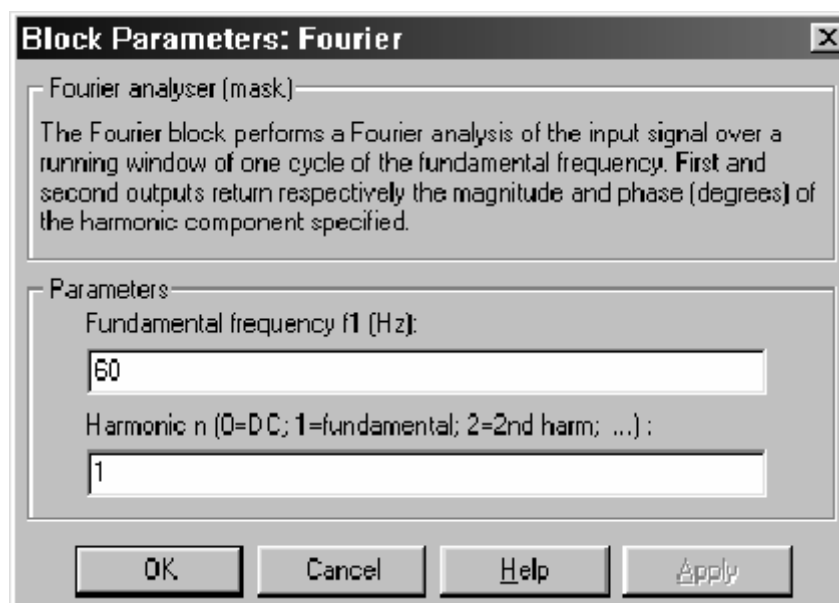 Block Parameters: Fourier
Fourier analyser (mask)
The Fourier block performs a Fourier analysis of the input signal over a
running window of one cycle of the fundamental frequency. First and
second outputs return respectively the magnitude and phase (degrees) of
the harmonic component specified.
Parameters
Fundamental frequency f1 (Hz):
60
Harmonic n (0=DC; 1=fundamental; 2=2nd harm; ...) :
1
OK Cancel Help Apply